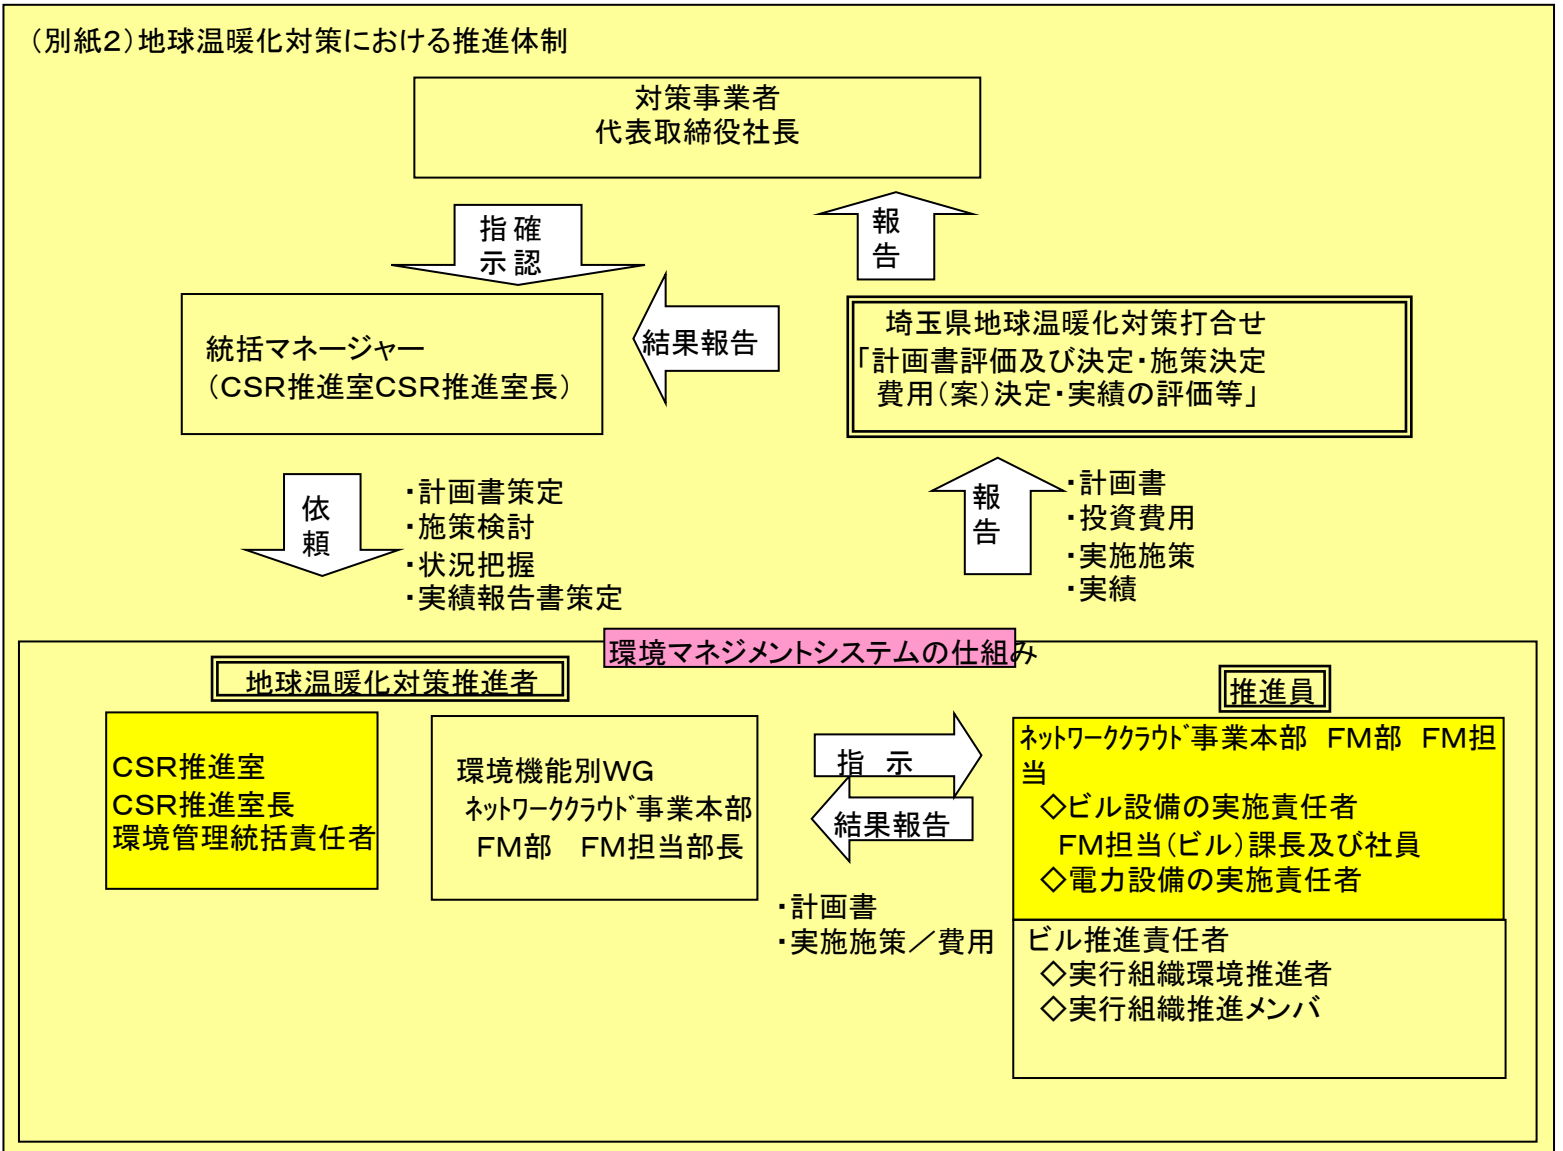 （別紙２）地球温暖化対策における推進体制
対策事業者
代表取締役社長
指 確
示 認
報
告
統括マネージャー
（ＣＳＲ推進室ＣＳＲ推進室長）
結果報告
埼玉県地球温暖化対策打合せ
「計画書評価及び決定・施策決定
費用（案）決定・実績の評価等」
依
頼
・計画書策定
・施策検討
・状況把握
・実績報告書策定
報
告
・計画書
・投資費用
・実施施策
・実績
環境マネジメントシステムの仕組み
地球温暖化対策推進者
ＣＳＲ推進室
ＣＳＲ推進室長
環境管理統括責任者
環境機能別ＷＧ
ﾈｯﾄﾜｰｸｸﾗｳﾄﾞ事業本部
ＦＭ部　ＦＭ担当部長
指　示
結果報告
・計画書
・実施施策／費用
推進員
ﾈｯﾄﾜｰｸｸﾗｳﾄﾞ事業本部　ＦＭ部　ＦＭ担
当
◇ビル設備の実施責任者
ＦＭ担当（ビル）課長及び社員
◇電力設備の実施責任者
ビル推進責任者
◇実行組織環境推進者
◇実行組織推進メンバ